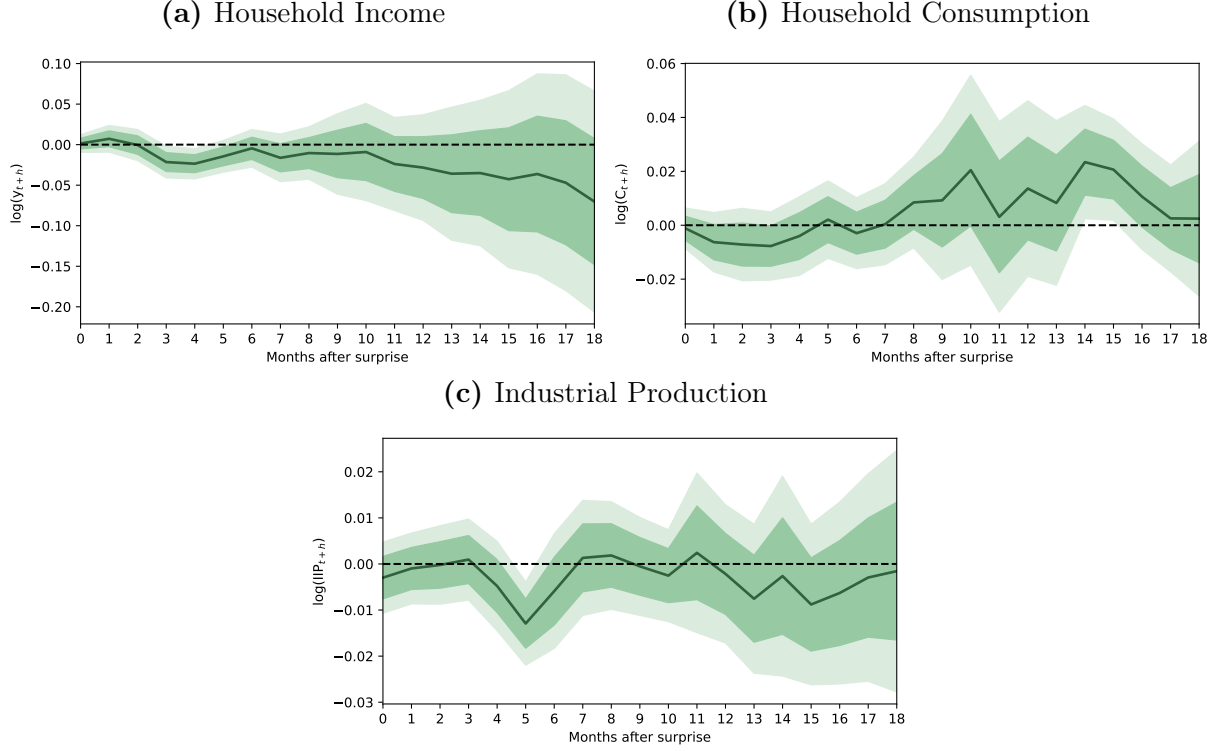 (a) Household Income
0.10
0.05
0.00
−0.05
−0.10
−0.15
−0.20
log(y_{t+h})
0 1 2 3 4 5 6 7 8 9 10 11 12 13 14 15 16 17 18
Months after surprise
(b) Household Consumption
0.06
0.04
0.02
0.00
−0.02
log(C_{t+h})
0 1 2 3 4 5 6 7 8 9 10 11 12 13 14 15 16 17 18
Months after surprise
(c) Industrial Production
0.02
0.01
0.00
−0.01
−0.02
−0.03
log(IIP_{t+h})
0 1 2 3 4 5 6 7 8 9 10 11 12 13 14 15 16 17 18
Months after surprise